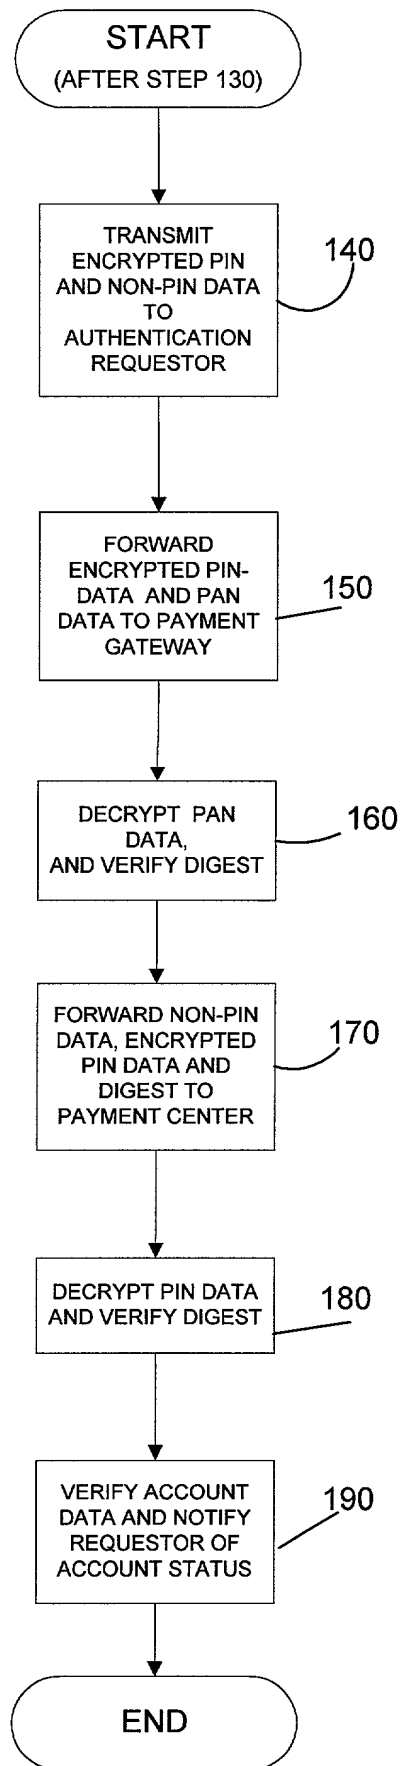 START
(AFTER STEP 130)
TRANSMIT
ENCRYPTED PIN
AND NON-PIN DATA
TO
AUTHENTICATION
REQUESTOR
140
FORWARD
ENCRYPTED PIN-
DATA AND PAN
DATA TO PAYMENT
GATEWAY
150
DECRYPT PAN
DATA,
AND VERIFY DIGEST
160
FORWARD NON-PIN
DATA, ENCRYPTED
PIN DATA AND
DIGEST TO
PAYMENT CENTER
170
DECRYPT PIN DATA
AND VERIFY DIGEST
180
VERIFY ACCOUNT
DATA AND NOTIFY
REQUESTOR OF
ACCOUNT STATUS
190
END